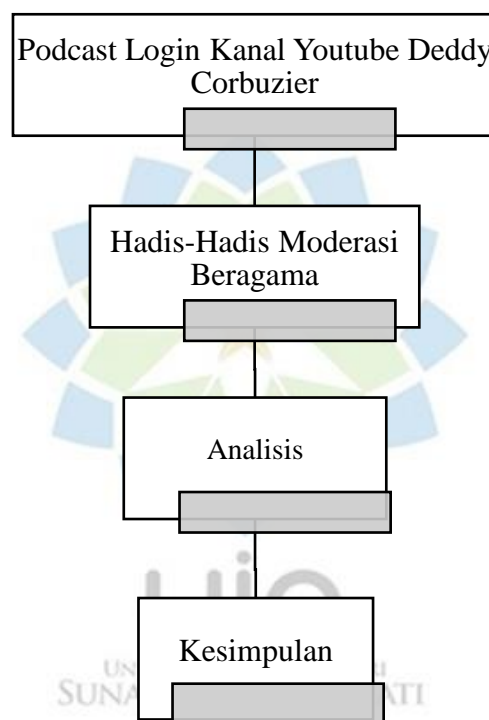 Podcast Login Kanal Youtube Deddy
Corbuzier
Hadis-Hadis Moderasi
Beragama
Analisis
Kesimpulan